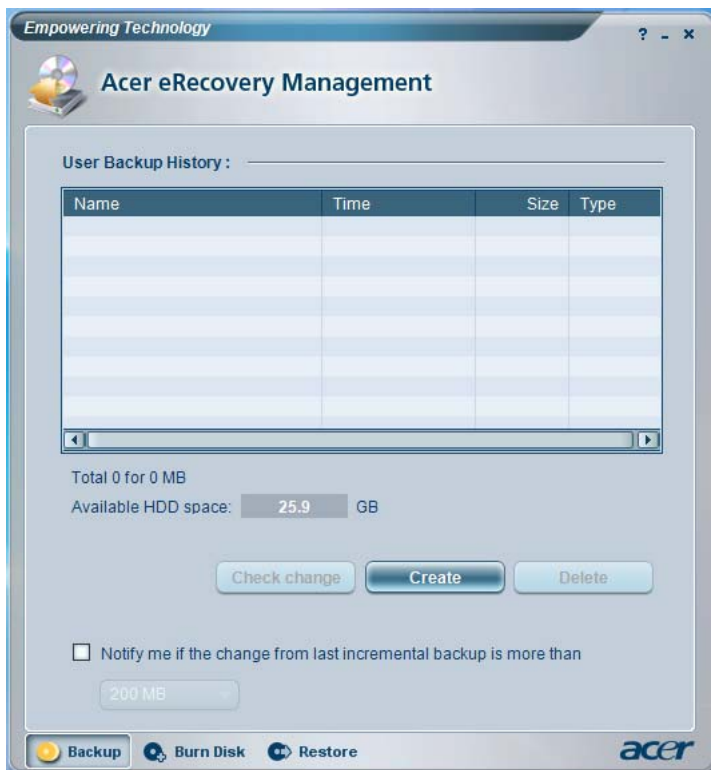 Empowering Technology
? - x
Acer eRecovery Management
User Backup History :
Name Time Size Type
Total 0 for 0 MB
Available HDD space: 25.9 GB
Check change Create Delete
Notify me if the change from last incremental backup is more than
200 MB
Backup Burn Disk Restore acer